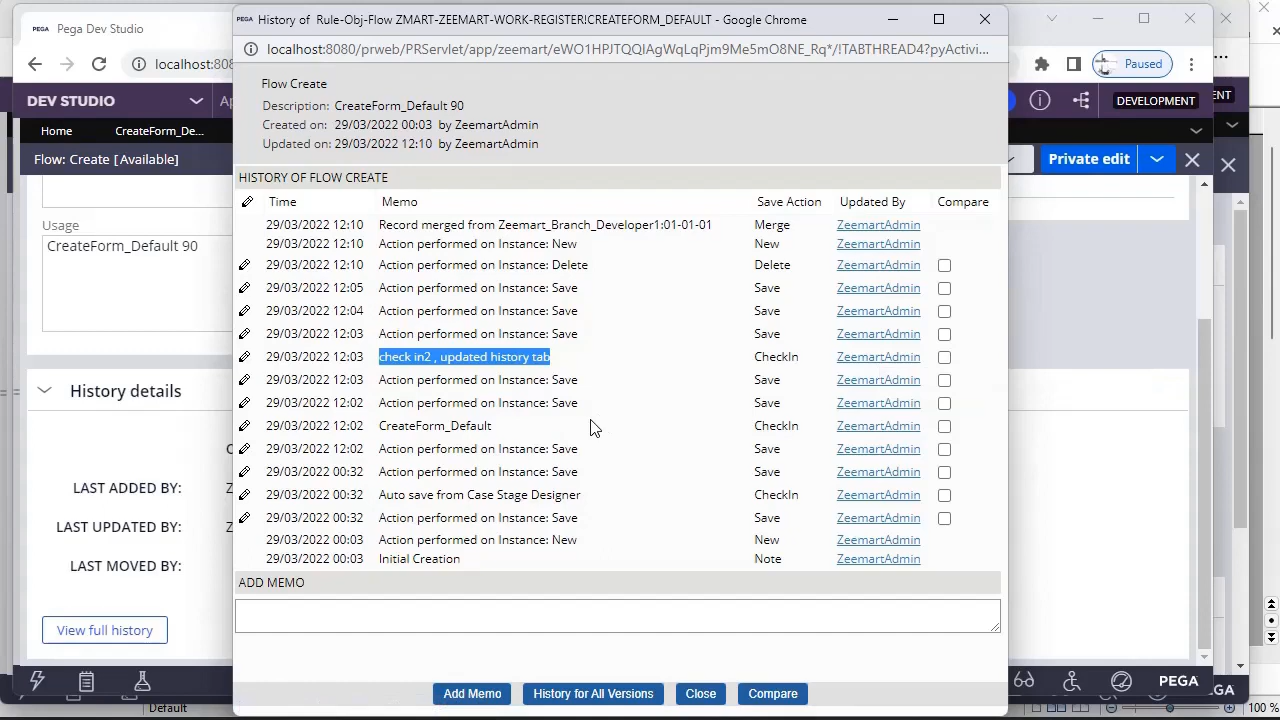 History of Rule-Obj-Flow ZMART-ZEEMART-WORK-REGISTER!CREATEFORM_DEFAULT - Google Chrome
localhost:8080/prweb/PRServlet/app/zeemart/eWO1HPJTQQIAgWqLqPjm9Me5mO8NE_Rq*/!TABTHREAD4?pyActivi...
Pega Dev Studio
localhost:808
Paused
DEV STUDIO
DEVELOPMENT
Home
CreateForm_De...
Flow: Create [Available]
Private edit
Usage
CreateForm_Default 90
History details
LAST ADDED BY:
LAST UPDATED BY:
LAST MOVED BY:
View full history
Flow Create
Description: CreateForm_Default 90
Created on: 29/03/2022 00:03 by ZeemartAdmin
Updated on: 29/03/2022 12:10 by ZeemartAdmin
HISTORY OF FLOW CREATE
Time Memo Save Action Updated By Compare
29/03/2022 12:10 Record merged from Zeemart_Branch_Developer1:01-01-01 Merge ZeemartAdmin
29/03/2022 12:10 Action performed on Instance: New New ZeemartAdmin
29/03/2022 12:10 Action performed on Instance: Delete Delete ZeemartAdmin
29/03/2022 12:05 Action performed on Instance: Save Save ZeemartAdmin
29/03/2022 12:04 Action performed on Instance: Save Save ZeemartAdmin
29/03/2022 12:03 Action performed on Instance: Save Save ZeemartAdmin
29/03/2022 12:03 check in2 , updated history tab CheckIn ZeemartAdmin
29/03/2022 12:03 Action performed on Instance: Save Save ZeemartAdmin
29/03/2022 12:02 Action performed on Instance: Save Save ZeemartAdmin
29/03/2022 12:02 CreateForm_Default CheckIn ZeemartAdmin
29/03/2022 12:02 Action performed on Instance: Save Save ZeemartAdmin
29/03/2022 00:32 Action performed on Instance: Save Save ZeemartAdmin
29/03/2022 00:32 Auto save from Case Stage Designer CheckIn ZeemartAdmin
29/03/2022 00:32 Action performed on Instance: Save Save ZeemartAdmin
29/03/2022 00:03 Action performed on Instance: New New ZeemartAdmin
29/03/2022 00:03 Initial Creation Note ZeemartAdmin
ADD MEMO
Add Memo History for All Versions Close Compare
PEGA
Default
100 %